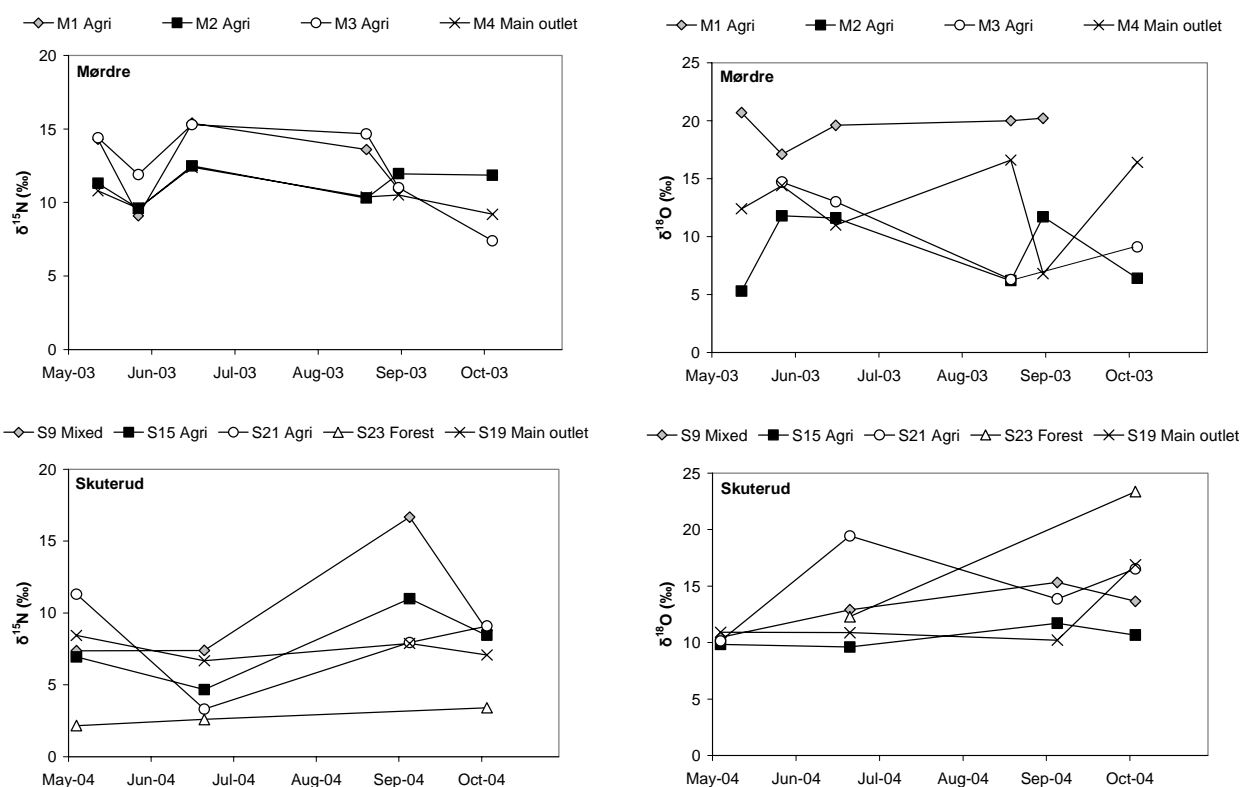 M1 Agri M2 Agri M3 Agri M4 Main outlet
20
15
10
5
0
δ¹⁵N (‰)
Mørdre
May-03 Jun-03 Jul-03 Aug-03 Sep-03 Oct-03
M1 Agri M2 Agri M3 Agri M4 Main outlet
25
20
15
10
5
0
δ¹⁸O (‰)
Mørdre
May-03 Jun-03 Jul-03 Aug-03 Sep-03 Oct-03
S9 Mixed S15 Agri S21 Agri S23 Forest S19 Main outlet
20
15
10
5
0
δ¹⁵N (‰)
Skuterud
May-04 Jun-04 Jul-04 Aug-04 Sep-04 Oct-04
S9 Mixed S15 Agri S21 Agri S23 Forest S19 Main outlet
25
20
15
10
5
0
δ¹⁸O (‰)
Skuterud
May-04 Jun-04 Jul-04 Aug-04 Sep-04 Oct-04